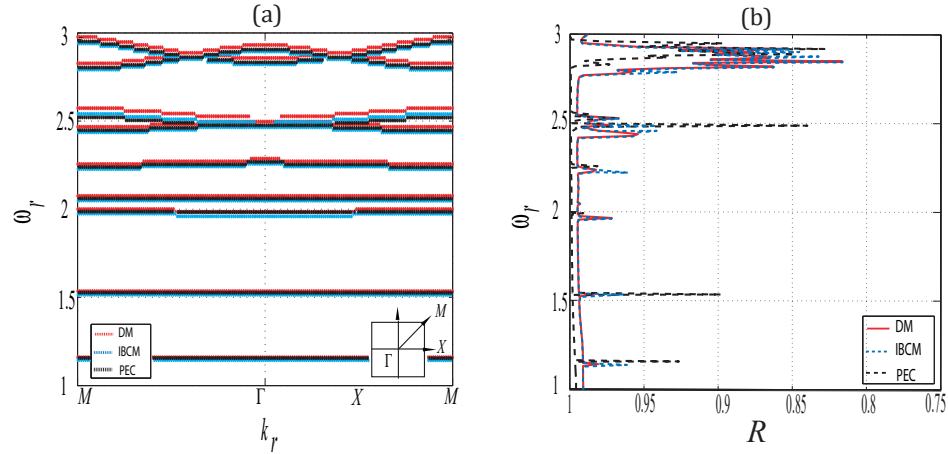 (a)
3
2.5
2
1.5
1
ω_r
DM
IBCM
PEC
M
X
Γ
M
Γ
X
M
k_r
(b)
3
2.5
2
1.5
1
ω_r
DM
IBCM
PEC
1
0.95
0.9
0.85
0.8
0.75
R